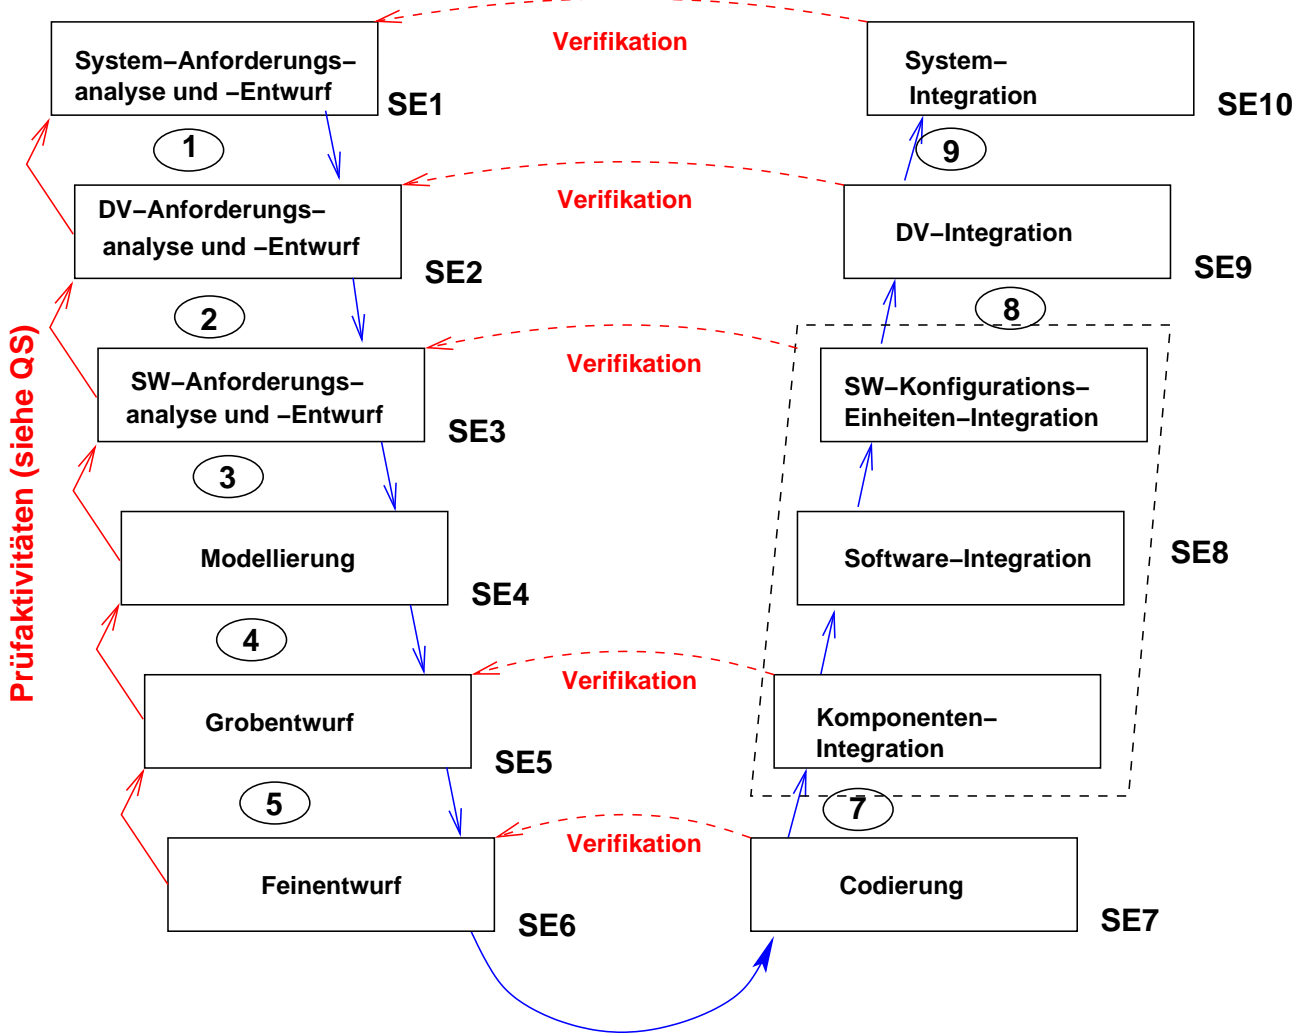 Verifikation
System–Anforderungs–
analyse und –Entwurf
SE1
System–
Integration
SE10
1
9
Verifikation
DV–Anforderungs–
analyse und –Entwurf
SE2
DV–Integration
SE9
2
8
Prüfaktivitäten (siehe QS)
Verifikation
SW–Anforderungs–
analyse und –Entwurf
SE3
SW–Konfigurations–
Einheiten–Integration
3
Modellierung
SE4
Software–Integration
SE8
4
Verifikation
Grobentwurf
SE5
Komponenten–
Integration
5
7
Verifikation
Feinentwurf
SE6
Codierung
SE7